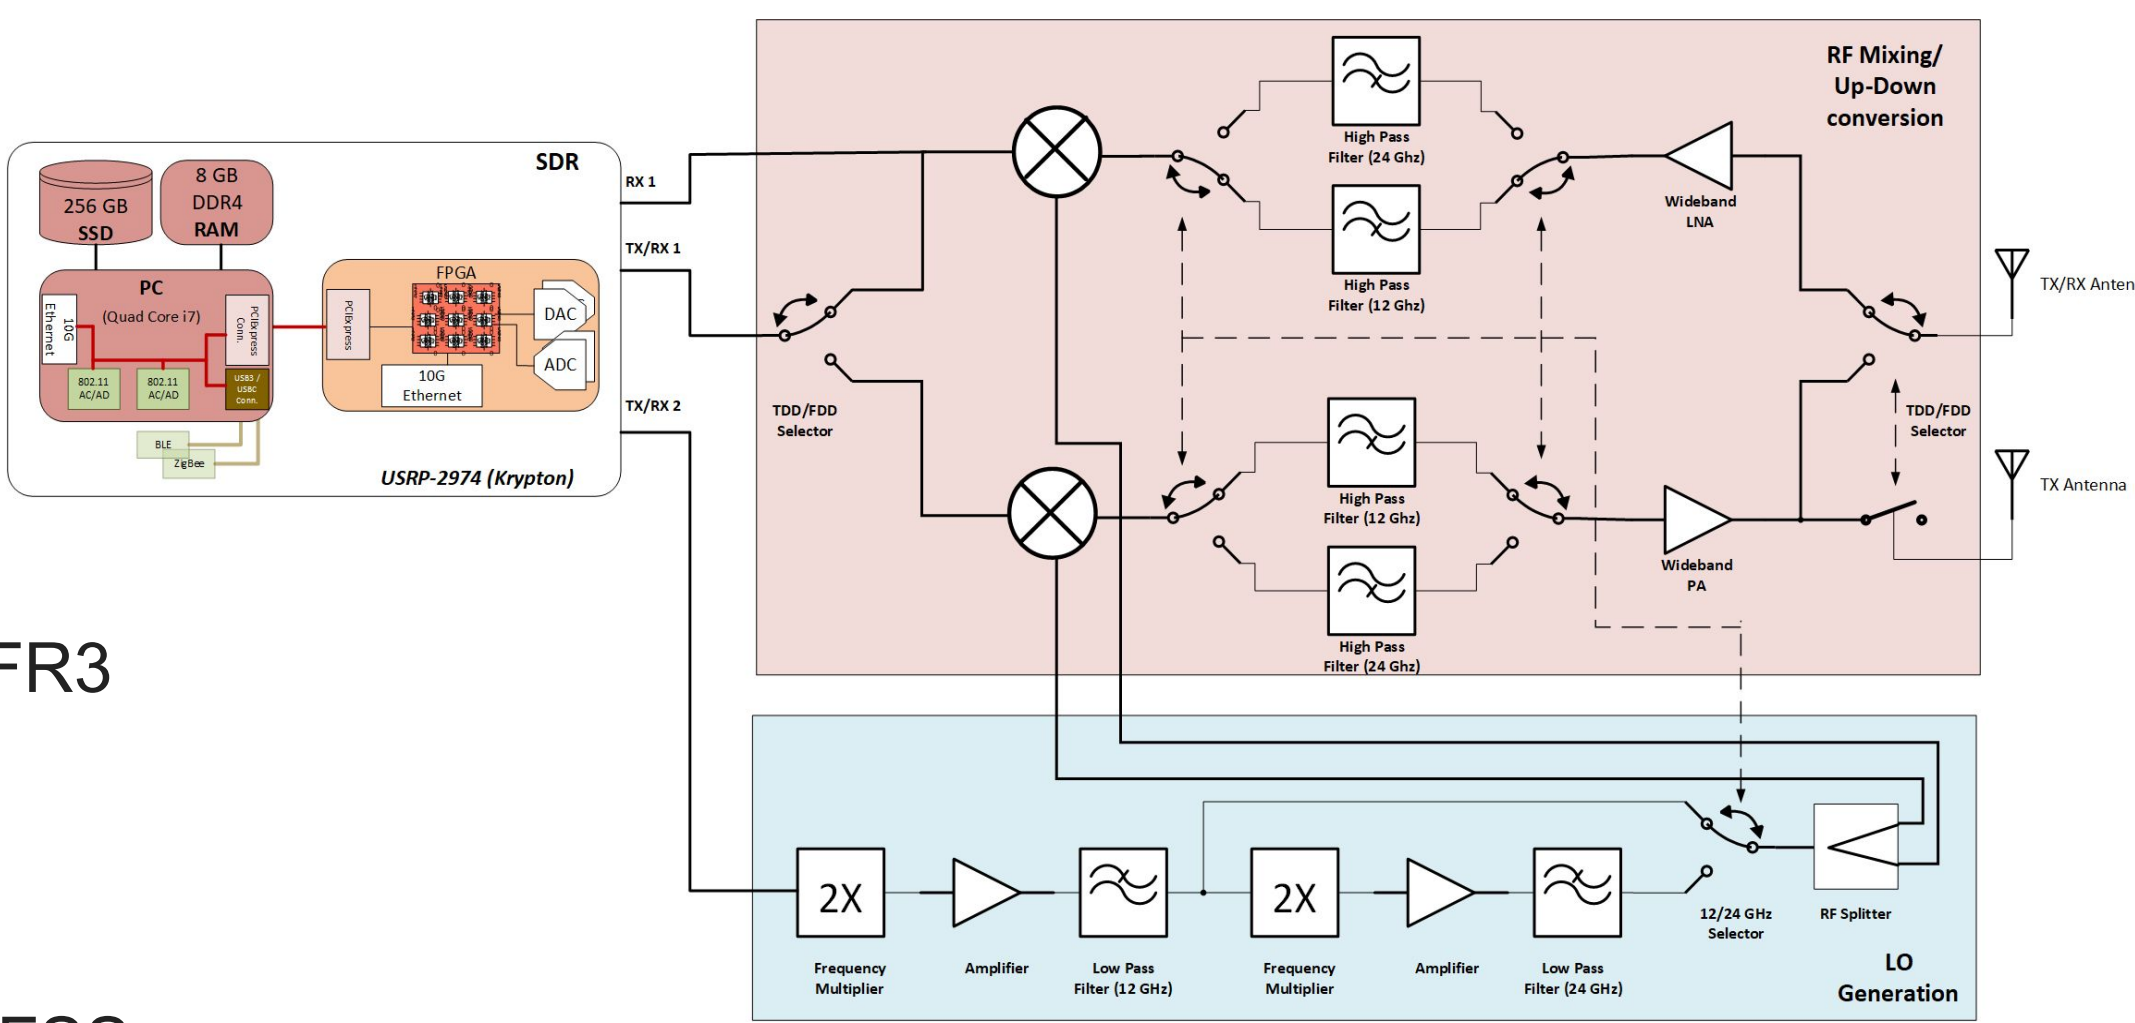 RF Mixing/
Up-Down
conversion
High Pass
Filter (24 Ghz)
High Pass
Filter (12 Ghz)
Wideband
LNA
TX/RX Anten
SDR
RX 1
256 GB
SSD
8 GB
DDR4
RAM
TX/RX 1
PC
(Quad Core i7)
10G
Ethernet
PCIExpress
Conn.
802.11
AC/AD
802.11
AC/AD
USB3 /
USBC
Conn.
BLE
ZigBee
FPGA
PCIExpress
DAC
ADC
10G
Ethernet
TX/RX 2
USRP-2974 (Krypton)
TDD/FDD
Selector
TDD/FDD
Selector
High Pass
Filter (12 Ghz)
TX Antenna
Wideband
PA
High Pass
Filter (24 Ghz)
FR3
2X
2X
Frequency
Multiplier
Amplifier
Low Pass
Filter (12 GHz)
Frequency
Multiplier
Amplifier
Low Pass
Filter (24 GHz)
12/24 GHz
Selector
RF Splitter
LO
Generation